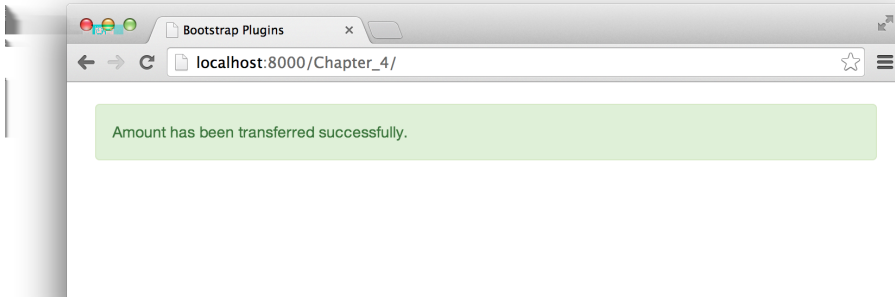 Bootstrap Plugins
localhost:8000/Chapter_4/
Amount has been transferred successfully.